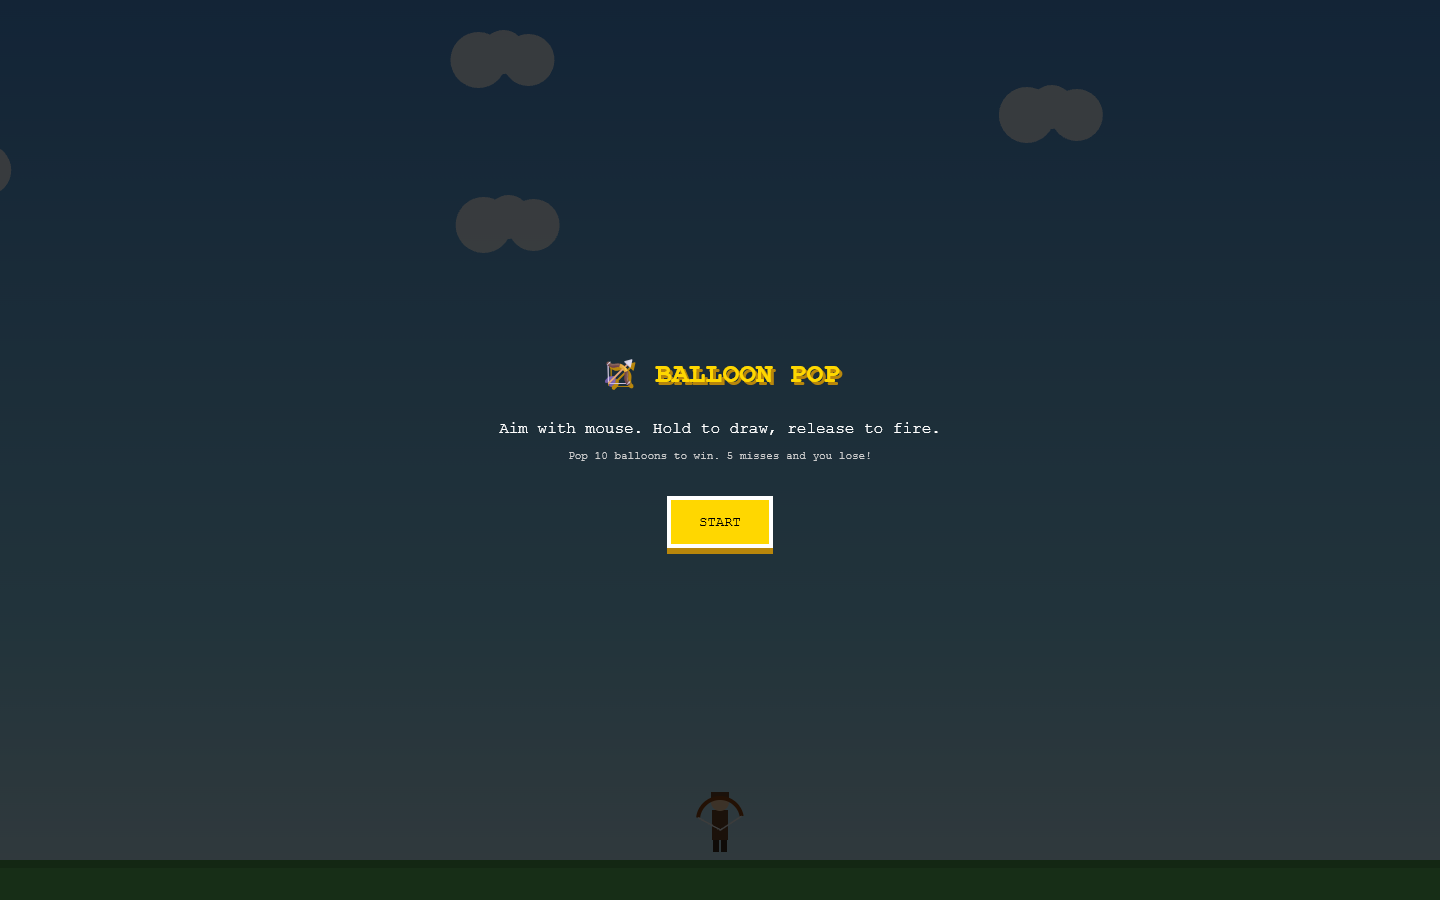 BALLOON POP
Aim with mouse. Hold to draw, release to fire.
Pop 10 balloons to win. 5 misses and you lose!
START